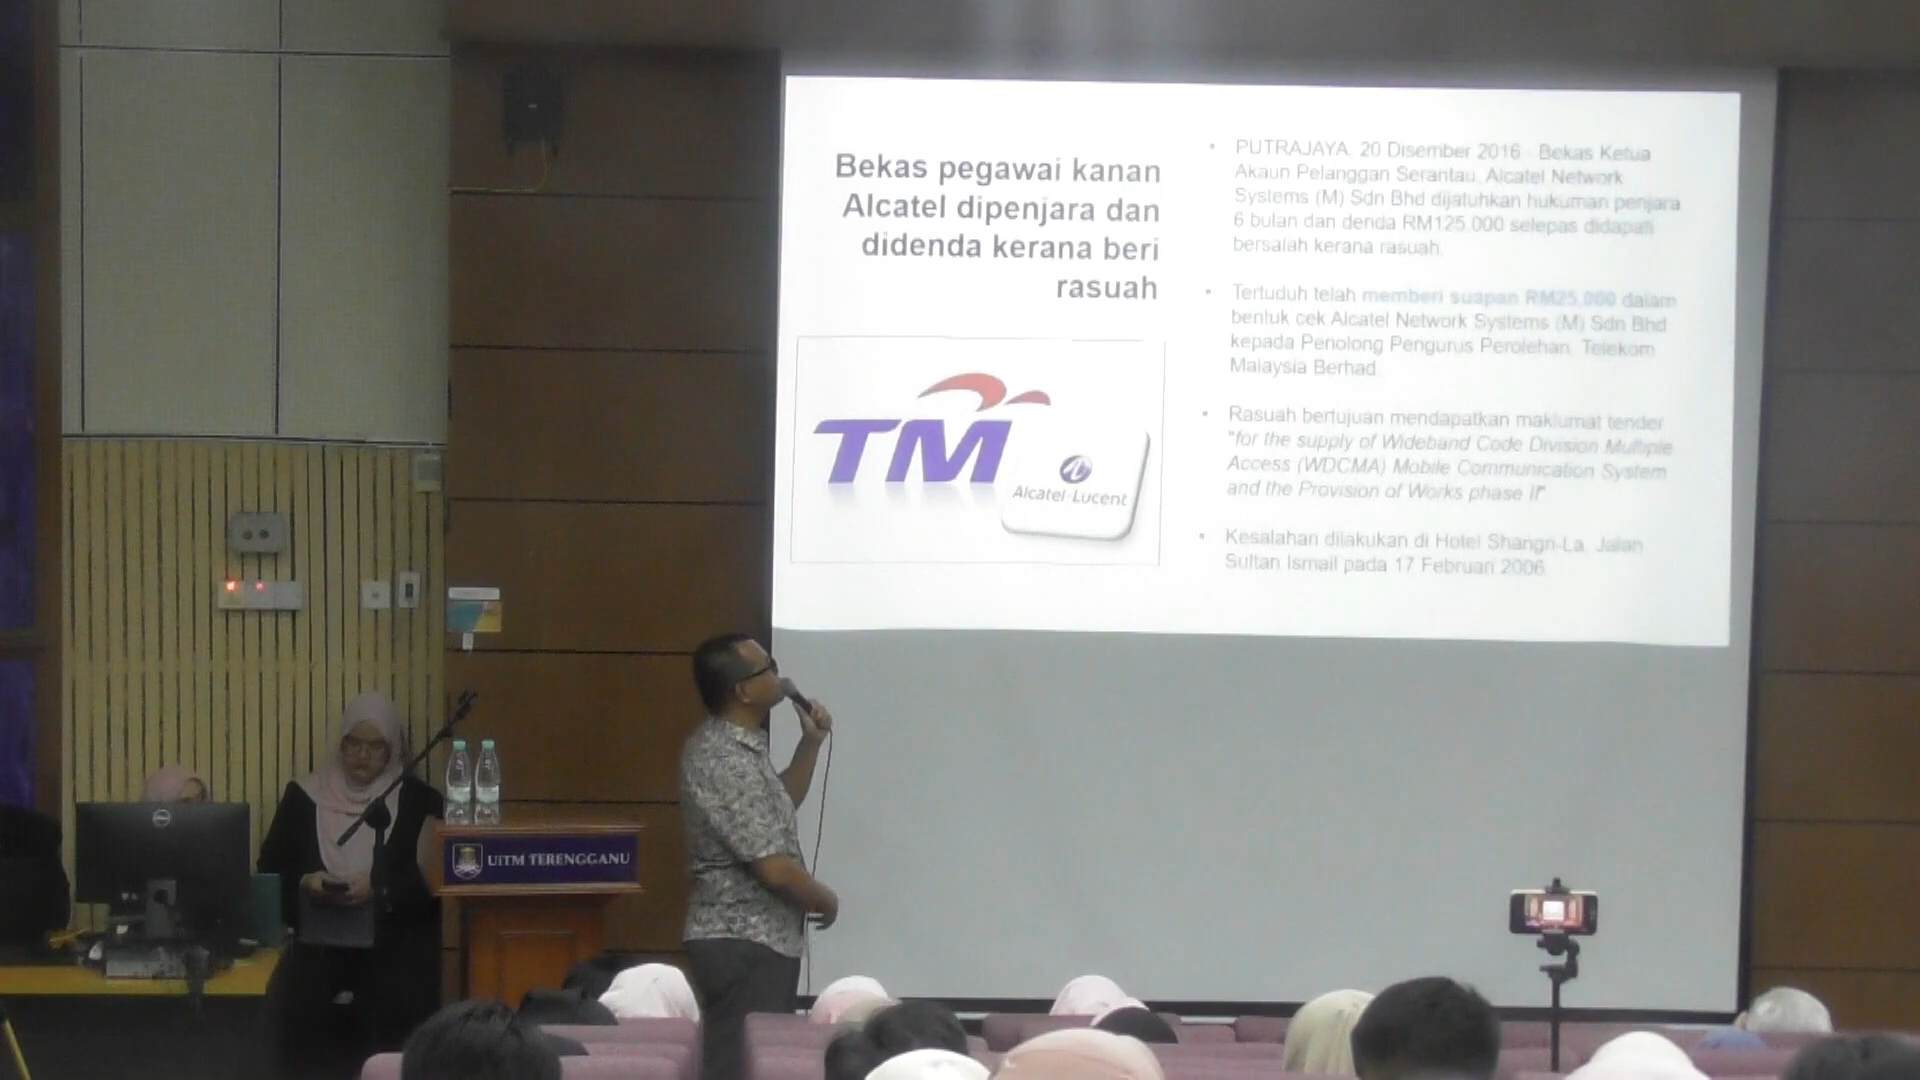 Bekas pegawai kanan
Alcatel dipenjara dan
didenda kerana beri
rasuah
TM
Alcatel·Lucent
• PUTRAJAYA. 20 Disember 2016 - Bekas Ketua
Akaun Pelanggan Serantau, Alcatel Network
Systems (M) Sdn Bhd dijatuhkan hukuman penjara
6 bulan dan denda RM125,000 selepas didapati
bersalah kerana rasuah.
• Tertuduh telah memberi suapan RM25,000 dalam
bentuk cek Alcatel Network Systems (M) Sdn Bhd
kepada Penolong Pengurus Perolehan, Telekom
Malaysia Berhad.
• Rasuah bertujuan mendapatkan maklumat tender
"for the supply of Wideband Code Division Multiple
Access (WDCMA) Mobile Communication System
and the Provision of Works phase II"
• Kesalahan dilakukan di Hotel Shangri-La, Jalan
Sultan Ismail pada 17 Februari 2006.
UiTM TERENGGANU
DELL